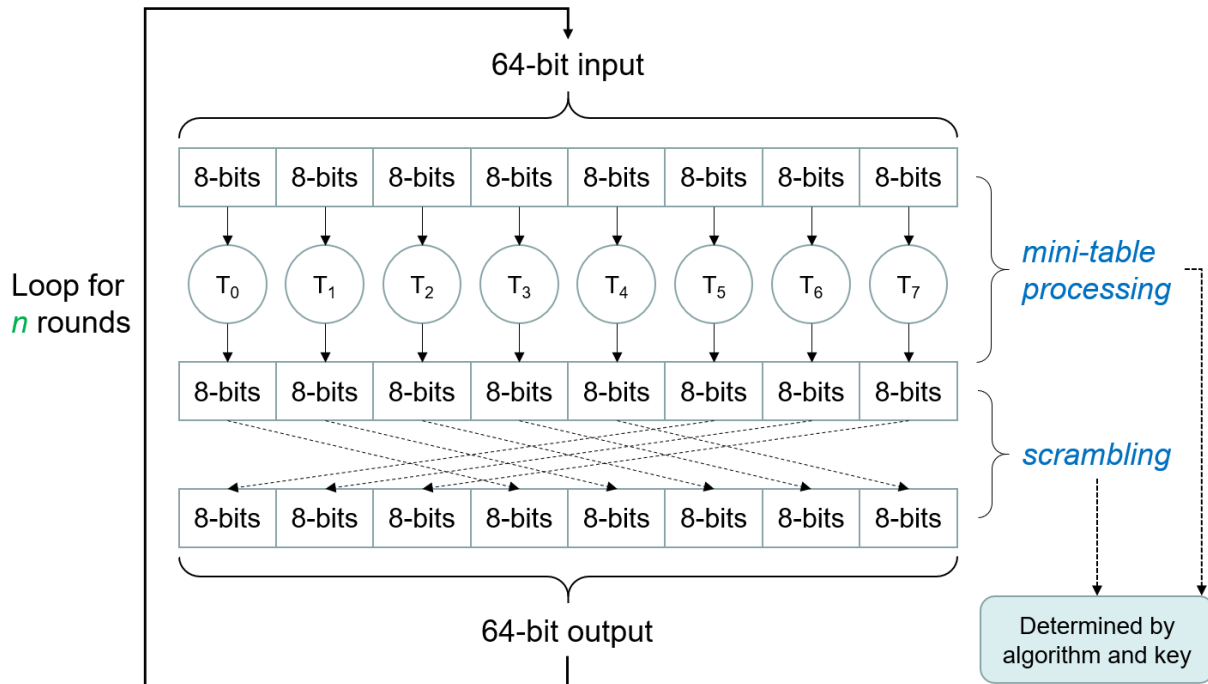 64-bit input
8-bits 8-bits 8-bits 8-bits 8-bits 8-bits 8-bits 8-bits
T0 T1 T2 T3 T4 T5 T6 T7
mini-table
processing
Loop for
n rounds
8-bits 8-bits 8-bits 8-bits 8-bits 8-bits 8-bits 8-bits
scrambling
8-bits 8-bits 8-bits 8-bits 8-bits 8-bits 8-bits 8-bits
64-bit output
Determined by
algorithm and key